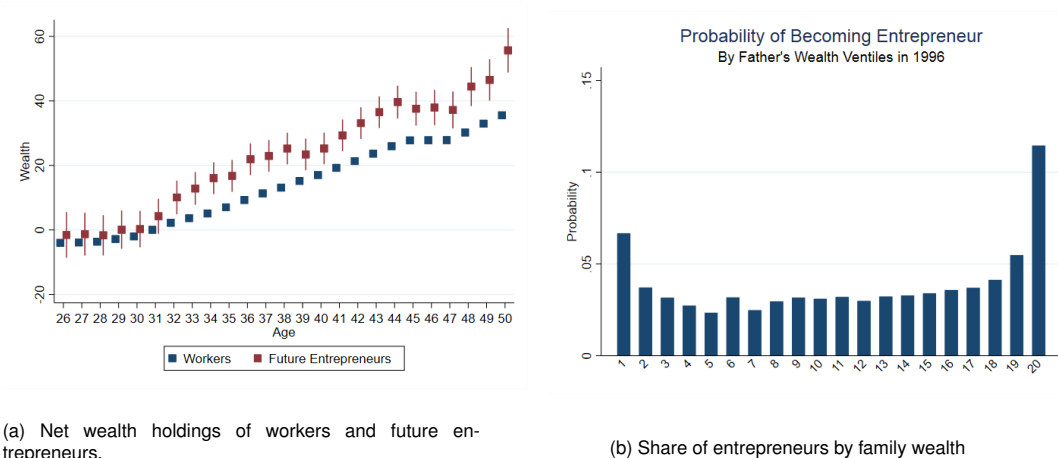 60
40
20
0
-20
Wealth
26 27 28 29 30 31 32 33 34 35 36 37 38 39 40 41 42 43 44 45 46 47 48 49 50
Age
Workers Future Entrepreneurs
(a) Net wealth holdings of workers and future en-
trepreneurs.
Probability of Becoming Entrepreneur
By Father's Wealth Ventiles in 1996
.15
.1
.05
0
Probability
1 2 3 4 5 6 7 8 9 10 11 12 13 14 15 16 17 18 19 20
(b) Share of entrepreneurs by family wealth